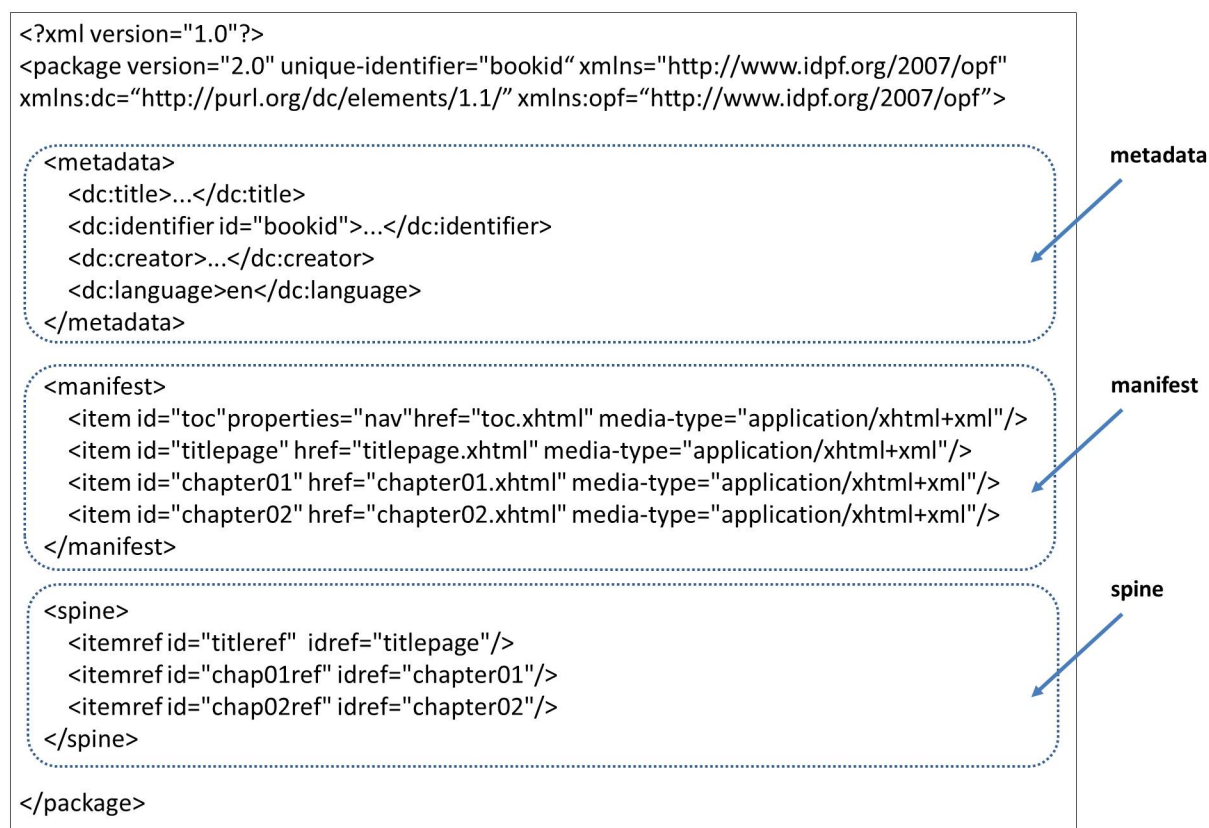 <?xml version="1.0"?>
<package version="2.0" unique-identifier="bookid“ xmlns="http://www.idpf.org/2007/opf"
xmlns:dc=“http://purl.org/dc/elements/1.1/” xmlns:opf=“http://www.idpf.org/2007/opf”>
<metadata>
<dc:title>...</dc:title>
<dc:identifier id="bookid">...</dc:identifier>
<dc:creator>...</dc:creator>
<dc:language>en</dc:language>
</metadata>
metadata
<manifest>
<item id="toc"properties="nav"href="toc.xhtml" media-type="application/xhtml+xml"/>
<item id="titlepage" href="titlepage.xhtml" media-type="application/xhtml+xml"/>
<item id="chapter01" href="chapter01.xhtml" media-type="application/xhtml+xml"/>
<item id="chapter02" href="chapter02.xhtml" media-type="application/xhtml+xml"/>
</manifest>
manifest
<spine>
<itemref id="titleref" idref="titlepage"/>
<itemref id="chap01ref" idref="chapter01"/>
<itemref id="chap02ref" idref="chapter02"/>
</spine>
spine
</package>